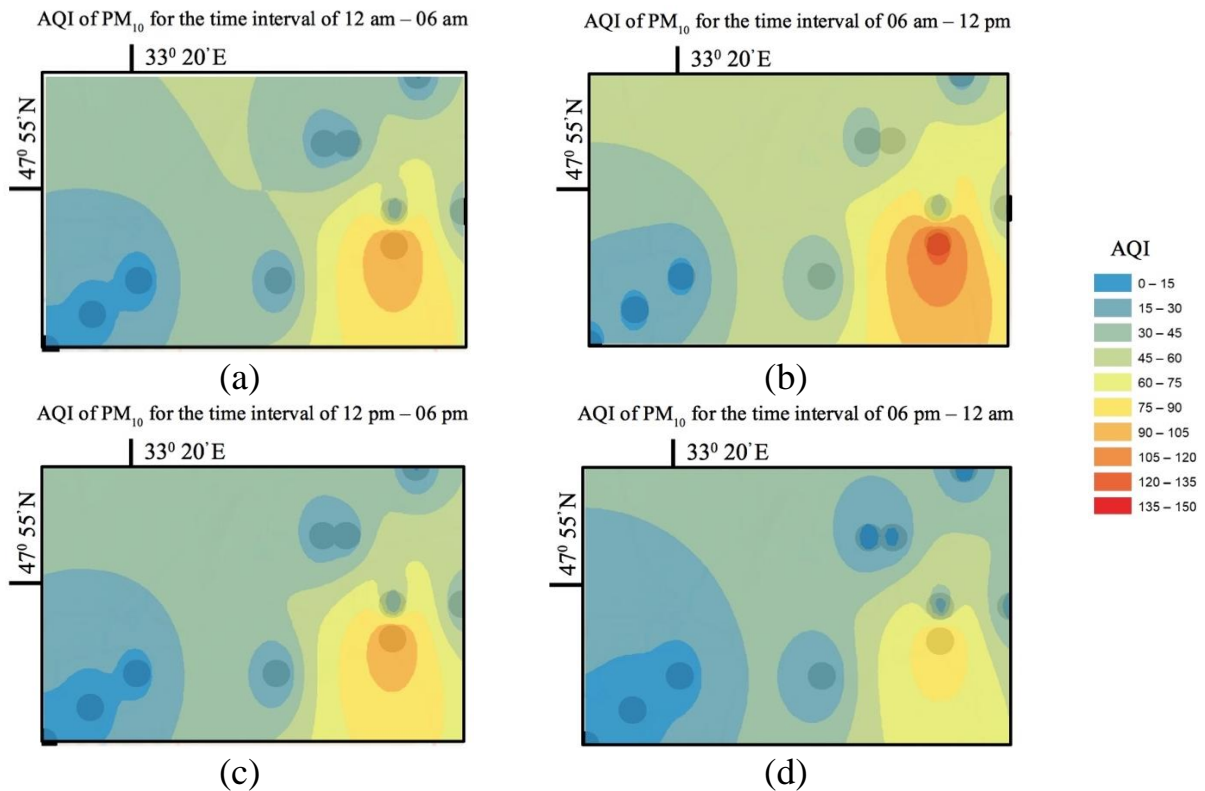 AQI of PM₁₀ for the time interval of 12 am – 06 am
33⁰ 20’E
47⁰ 55’N
(a)
AQI of PM₁₀ for the time interval of 06 am – 12 pm
33⁰ 20’E
47⁰ 55’N
(b)
AQI of PM₁₀ for the time interval of 12 pm – 06 pm
33⁰ 20’E
47⁰ 55’N
(c)
AQI of PM₁₀ for the time interval of 06 pm – 12 am
33⁰ 20’E
47⁰ 55’N
(d)
AQI
0 – 15
15 – 30
30 – 45
45 – 60
60 – 75
75 – 90
90 – 105
105 – 120
120 – 135
135 – 150